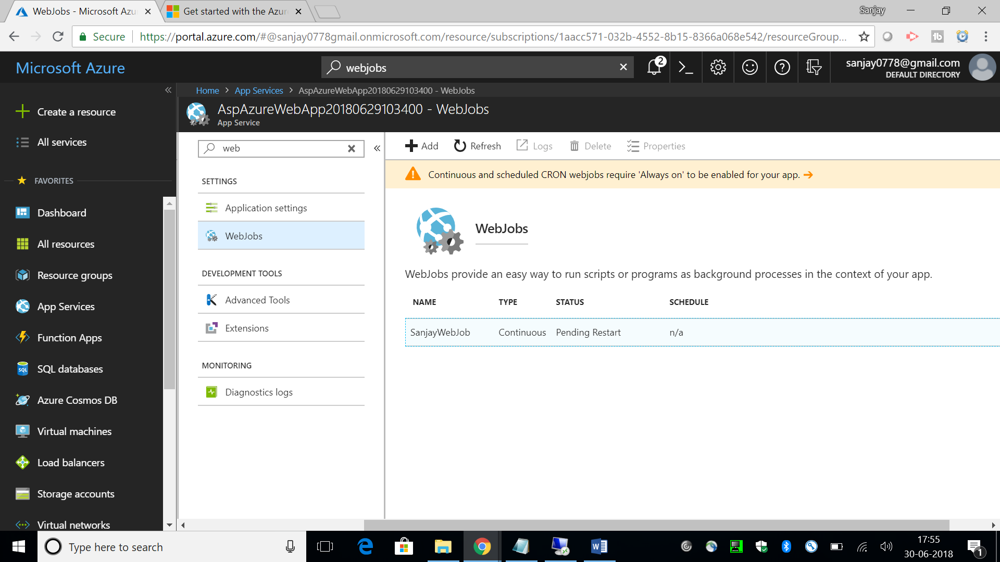 WebJobs - Microsoft Azu
Get started with the Azur
Sanjay
Secure
https://portal.azure.com/#@sanjay0778gmail.onmicrosoft.com/resource/subscriptions/1aacc571-032b-4552-8b15-8366a068e542/resourceGroup...
Microsoft Azure
webjobs
2
sanjay0778@gmail.com
DEFAULT DIRECTORY
Home > App Services > AspAzureWebApp20180629103400 - WebJobs
AspAzureWebApp20180629103400 - WebJobs
App Service
Create a resource
All services
FAVORITES
Dashboard
All resources
Resource groups
App Services
Function Apps
SQL
SQL databases
Azure Cosmos DB
Virtual machines
Load balancers
Storage accounts
Virtual networks
web
SETTINGS
Application settings
WebJobs
DEVELOPMENT TOOLS
Advanced Tools
Extensions
MONITORING
Diagnostics logs
Add Refresh Logs Delete Properties
Continuous and scheduled CRON webjobs require 'Always on' to be enabled for your app.
WebJobs
WebJobs provide an easy way to run scripts or programs as background processes in the context of your app.
NAME TYPE STATUS SCHEDULE
SanjayWebJob Continuous Pending Restart n/a
Type here to search
17:55
30-06-2018
1